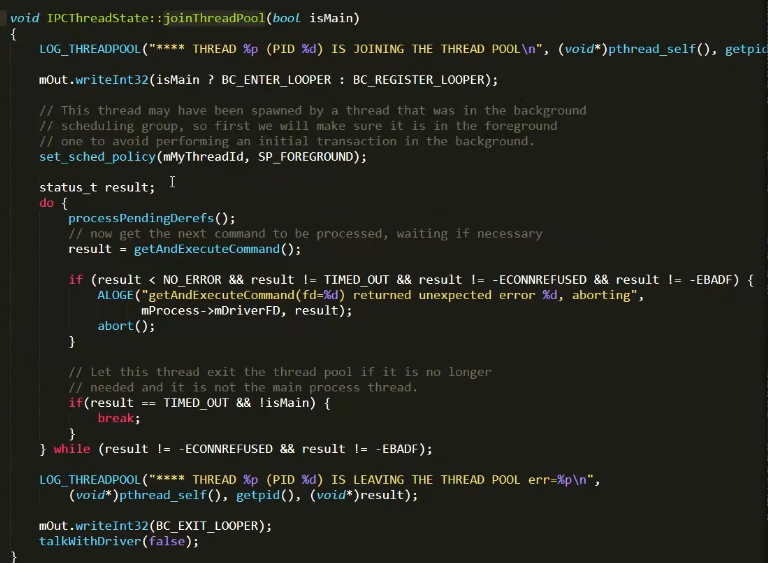 void IPCThreadState::joinThreadPool(bool isMain)
{
LOG_THREADPOOL("**** THREAD %p (PID %d) IS JOINING THE THREAD POOL\n", (void*)pthread_self(), getpid
mOut.writeInt32(isMain ? BC_ENTER_LOOPER : BC_REGISTER_LOOPER);
// This thread may have been spawned by a thread that was in the background
// scheduling group, so first we will make sure it is in the foreground
// one to avoid performing an initial transaction in the background.
set_sched_policy(mMyThreadId, SP_FOREGROUND);
status_t result;
do {
processPendingDerefs();
// now get the next command to be processed, waiting if necessary
result = getAndExecuteCommand();
if (result < NO_ERROR && result != TIMED_OUT && result != -ECONNREFUSED && result != -EBADF) {
ALOGE("getAndExecuteCommand(fd=%d) returned unexpected error %d, aborting",
mProcess->mDriverFD, result);
abort();
}
// Let this thread exit the thread pool if it is no longer
// needed and it is not the main process thread.
if(result == TIMED_OUT && !isMain) {
break;
}
} while (result != -ECONNREFUSED && result != -EBADF);
LOG_THREADPOOL("**** THREAD %p (PID %d) IS LEAVING THE THREAD POOL err=%p\n",
(void*)pthread_self(), getpid(), (void*)result);
mOut.writeInt32(BC_EXIT_LOOPER);
talkWithDriver(false);
}